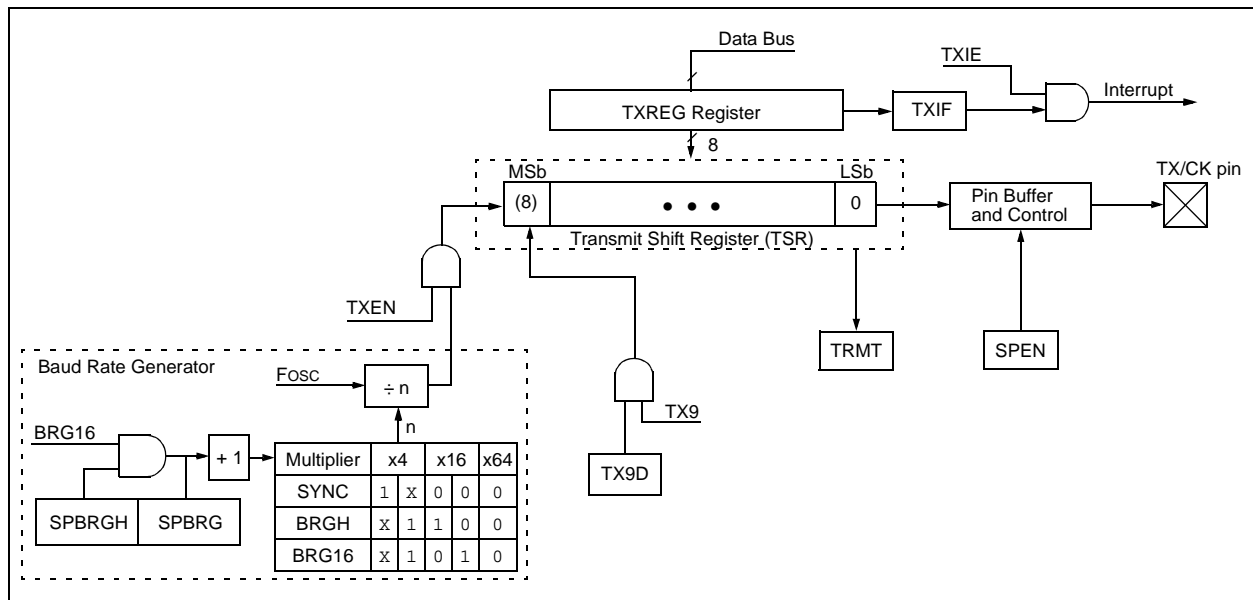 Data Bus
TXIE
Interrupt
TXREG Register
TXIF
8
MSb
LSb
TX/CK pin
(8)
• • •
0
Pin Buffer
and Control
Transmit Shift Register (TSR)
TXEN
TRMT
SPEN
Baud Rate Generator
FOSC
÷ n
TX9
n
BRG16
+ 1
TX9D
Multiplier x4 x16 x64
SYNC 1 X 0 0 0
BRGH X 1 1 0 0
BRG16 X 1 0 1 0
SPBRGH SPBRG